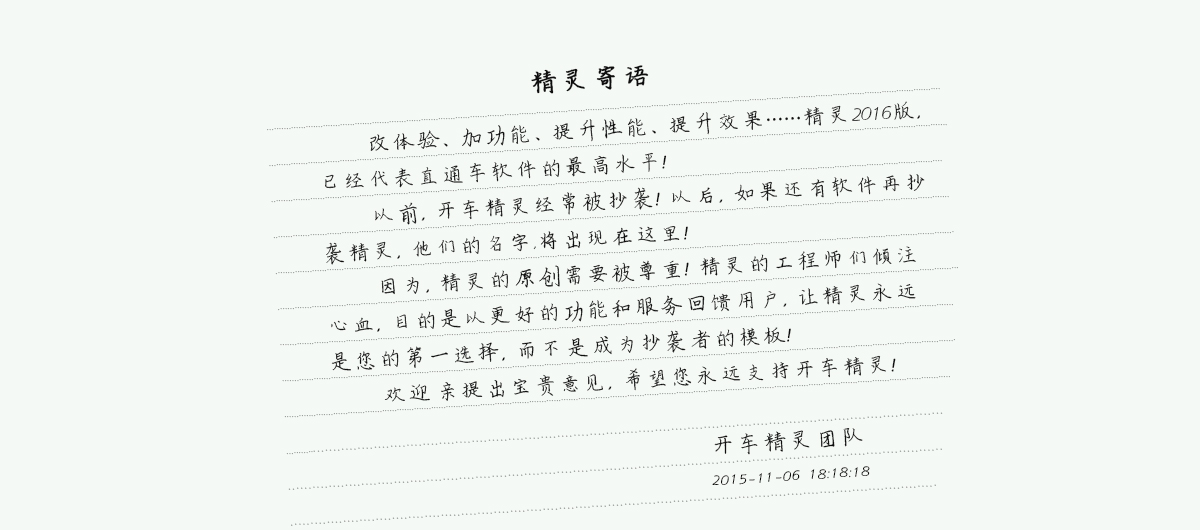 精灵寄语
改体验、加功能、提升性能、提升效果……精灵2016版,
已经代表直通车软件的最高水平!
以前, 开车精灵经常被抄袭! 以后, 如果还有软件再抄
袭精灵, 他们的名字,将出现在这里!
因为, 精灵的原创需要被尊重! 精灵的工程师们倾注
心血, 目的是以更好的功能和服务回馈用户, 让精灵永远
是您的第一选择, 而不是成为抄袭者的模板!
欢迎亲提出宝贵意见, 希望您永远支持开车精灵!
开车精灵团队
2015-11-06 18:18:18